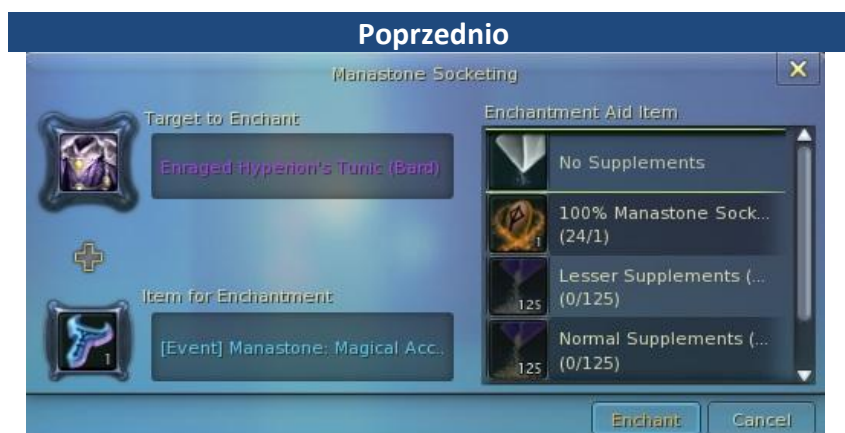 Poprzednio
Manastone Socketing
Target to Enchant
Enraged Hyperion's Tunic (Bard)
Item for Enchantment
1
[Event] Manastone: Magical Acc..
Enchantment Aid Item
No Supplements
1
100% Manastone Sock...
(24/1)
125
Lesser Supplements (...
(0/125)
125
Normal Supplements (...
(0/125)
Enchant
Cancel